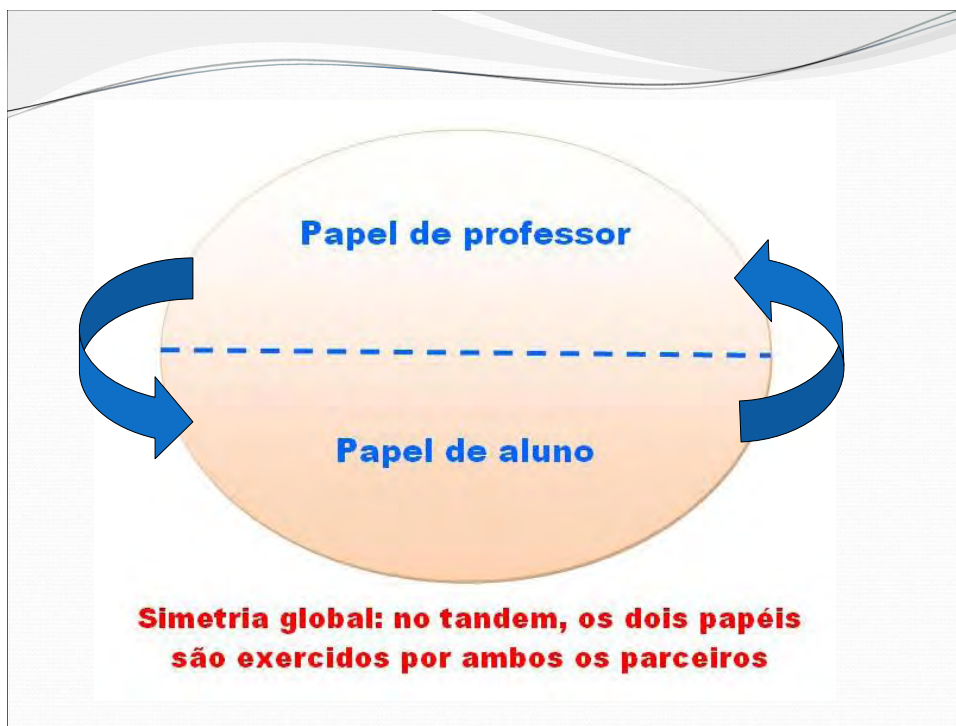 Papel de professor
Papel de aluno
Simetria global: no tandem, os dois papéis
são exercidos por ambos os parceiros